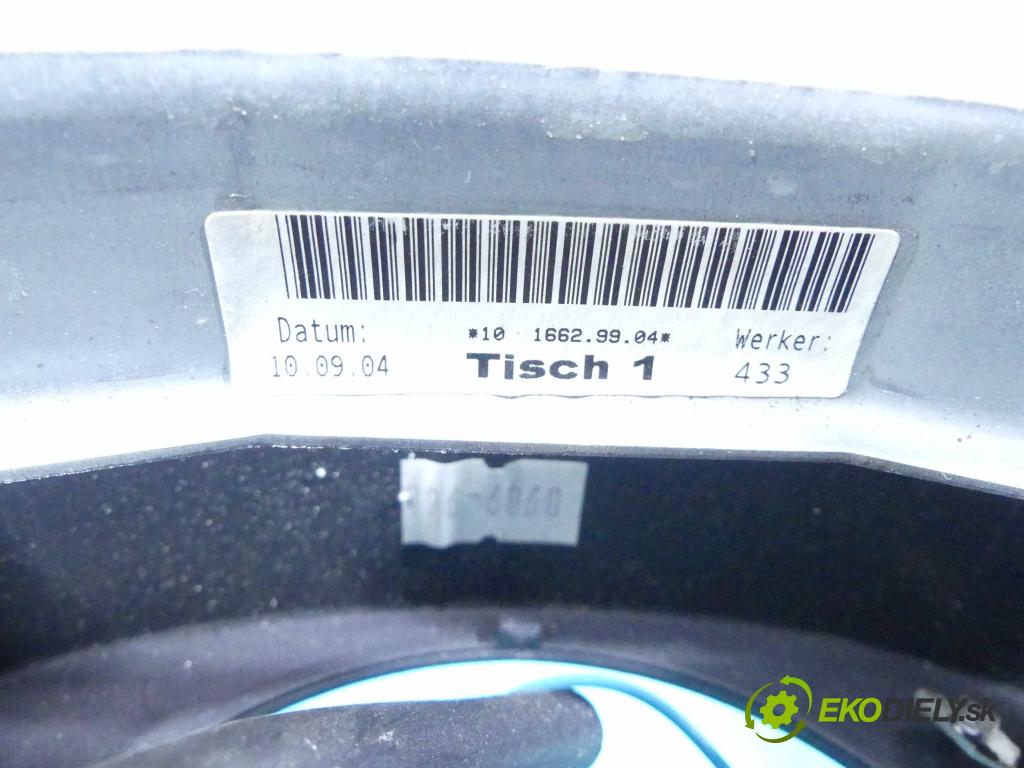 Datum: *10 1662.99.04* Werker:
10.09.04 Tisch 1 433
EKODIELY.sk